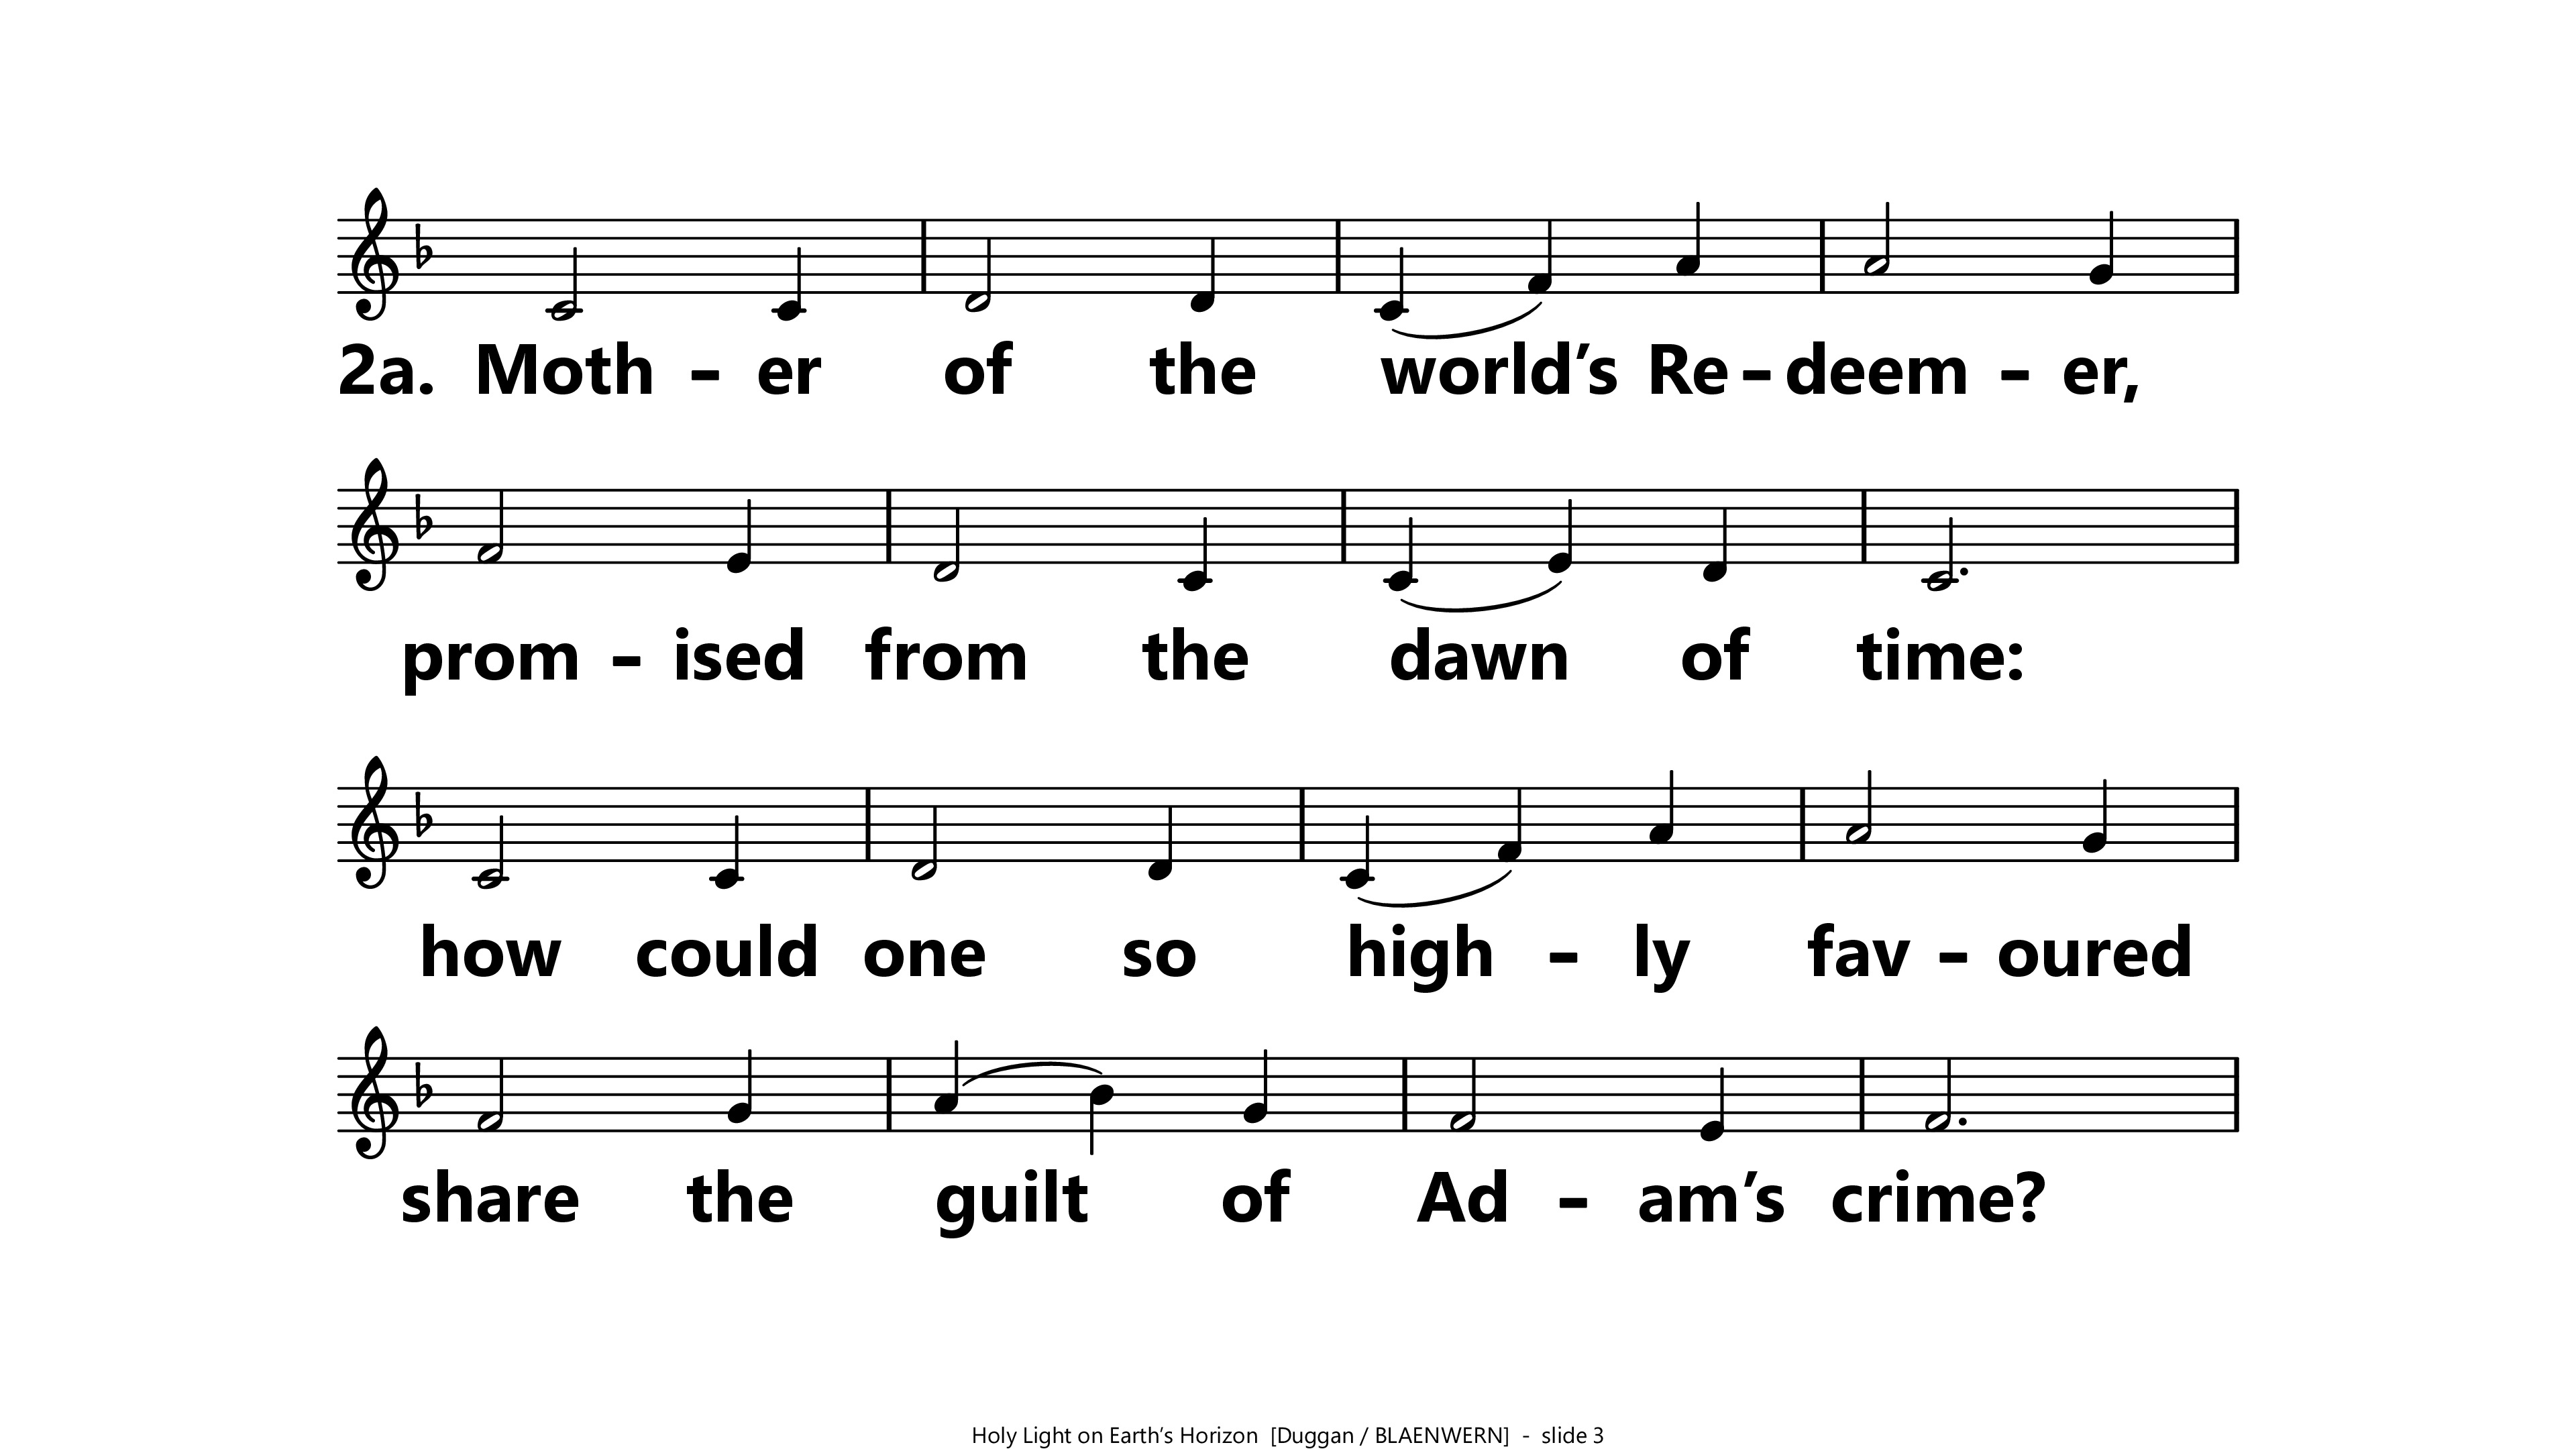 2a. Moth - er of the world’s Re - deem - er,
prom - ised from the dawn of time:
how could one so high - ly fav - oured
share the guilt of Ad - am’s crime?
Holy Light on Earth’s Horizon [Duggan / BLAENWERN] - slide 3